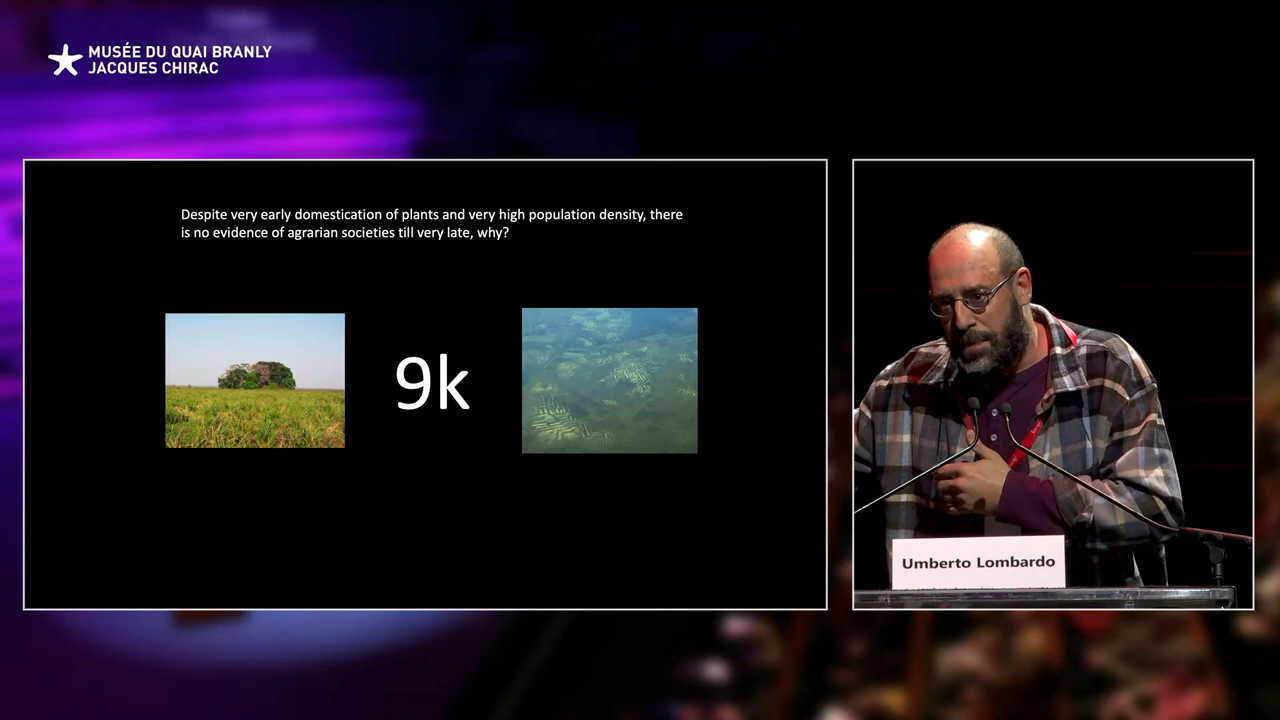 MUSÉE DU QUAI BRANLY
JACQUES CHIRAC
Despite very early domestication of plants and very high population density, there
is no evidence of agrarian societies till very late, why?
9k
Umberto Lombardo